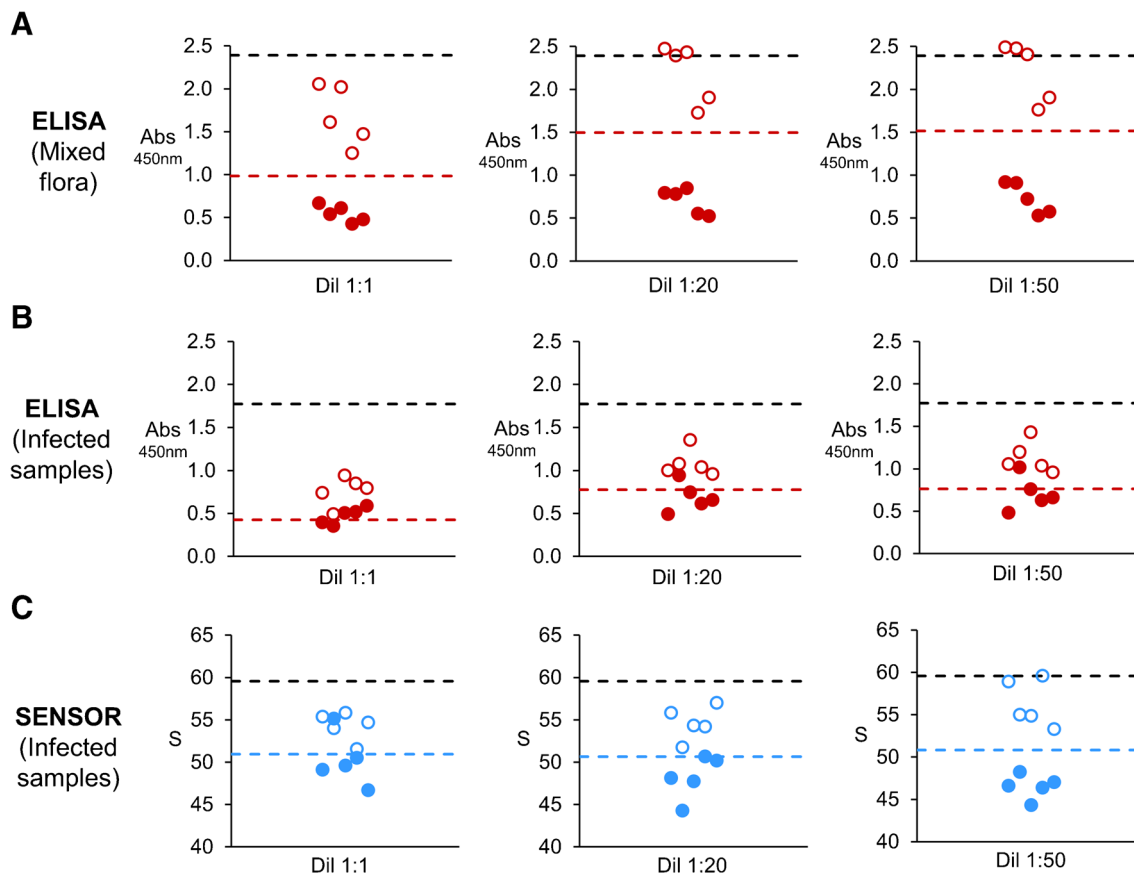 A
ELISA
(Mixed
flora)
Abs
450nm
2.5
2.0
1.5
1.0
0.5
0.0
Dil 1:1
Abs
450nm
2.5
2.0
1.5
1.0
0.5
0.0
Dil 1:20
Abs
450nm
2.5
2.0
1.5
1.0
0.5
0.0
Dil 1:50
B
ELISA
(Infected
samples)
Abs
450nm
2.5
2.0
1.5
1.0
0.5
0.0
Dil 1:1
Abs
450nm
2.5
2.0
1.5
1.0
0.5
0.0
Dil 1:20
Abs
450nm
2.5
2.0
1.5
1.0
0.5
0.0
Dil 1:50
C
SENSOR
(Infected
samples)
S
65
60
55
50
45
40
Dil 1:1
S
65
60
55
50
45
40
Dil 1:20
S
65
60
55
50
45
40
Dil 1:50